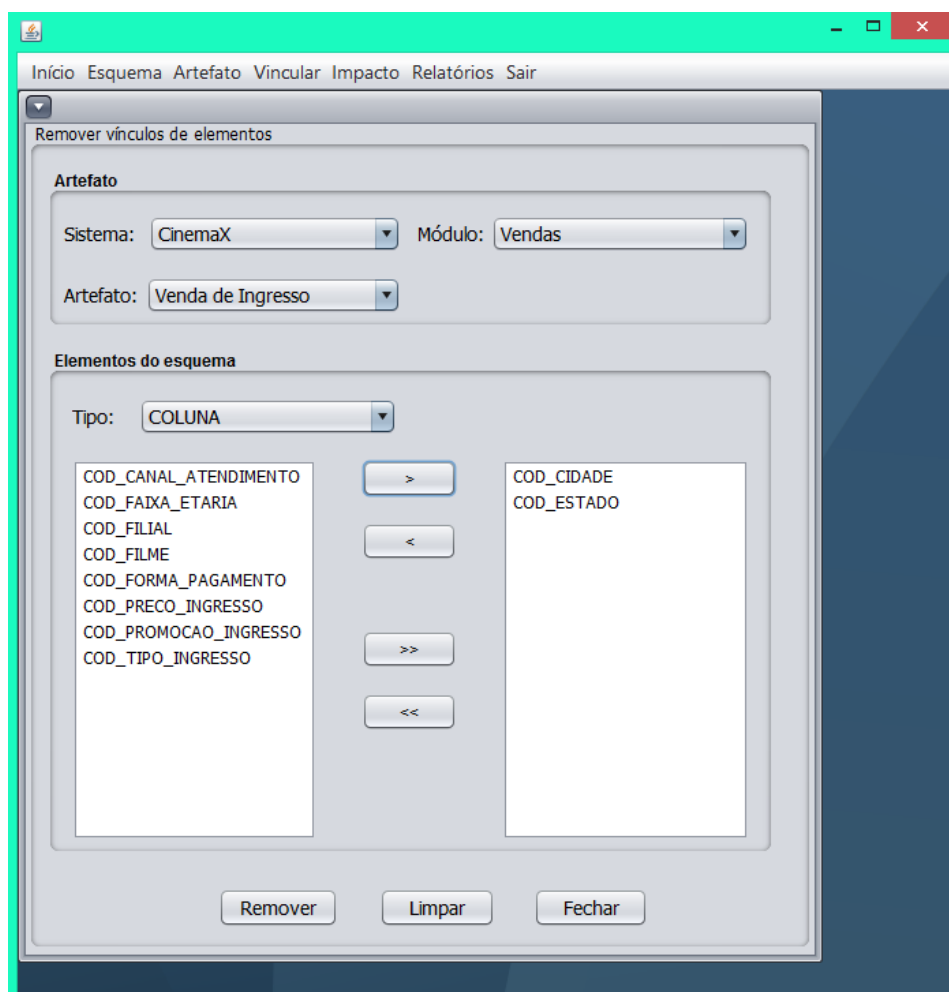 Início Esquema Artefato Vincular Impacto Relatórios Sair
Remover vínculos de elementos
Artefato
Sistema: CinemaX Módulo: Vendas
Artefato: Venda de Ingresso
Elementos do esquema
Tipo: COLUNA
COD_CANAL_ATENDIMENTO
COD_FAIXA_ETARIA
COD_FILIAL
COD_FILME
COD_FORMA_PAGAMENTO
COD_PRECO_INGRESSO
COD_PROMOCAO_INGRESSO
COD_TIPO_INGRESSO
>
<
>>
<<
COD_CIDADE
COD_ESTADO
Remover Limpar Fechar